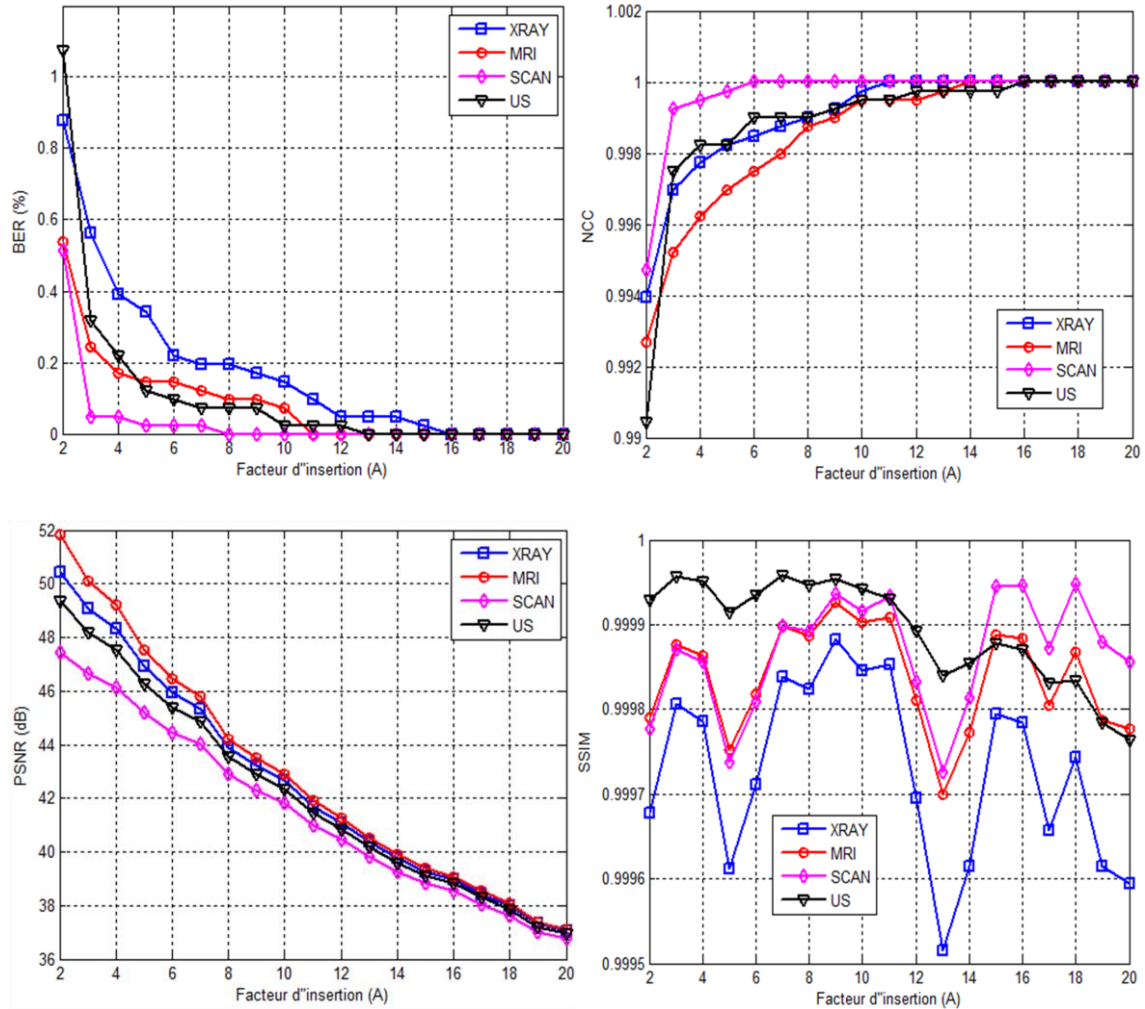 XRAY
MRI
SCAN
US
BER (%)
1
0.8
0.6
0.4
0.2
0
2 4 6 8 10 12 14 16 18 20
Facteur d''insertion (A)
XRAY
MRI
SCAN
US
NCC
1.002
1
0.998
0.996
0.994
0.992
0.99
2 4 6 8 10 12 14 16 18 20
Facteur d''insertion (A)
XRAY
MRI
SCAN
US
PSNR (dB)
52
50
48
46
44
42
40
38
36
2 4 6 8 10 12 14 16 18 20
Facteur d''insertion (A)
XRAY
MRI
SCAN
US
SSIM
1
0.9999
0.9998
0.9997
0.9996
0.9995
2 4 6 8 10 12 14 16 18 20
Facteur d''insertion (A)